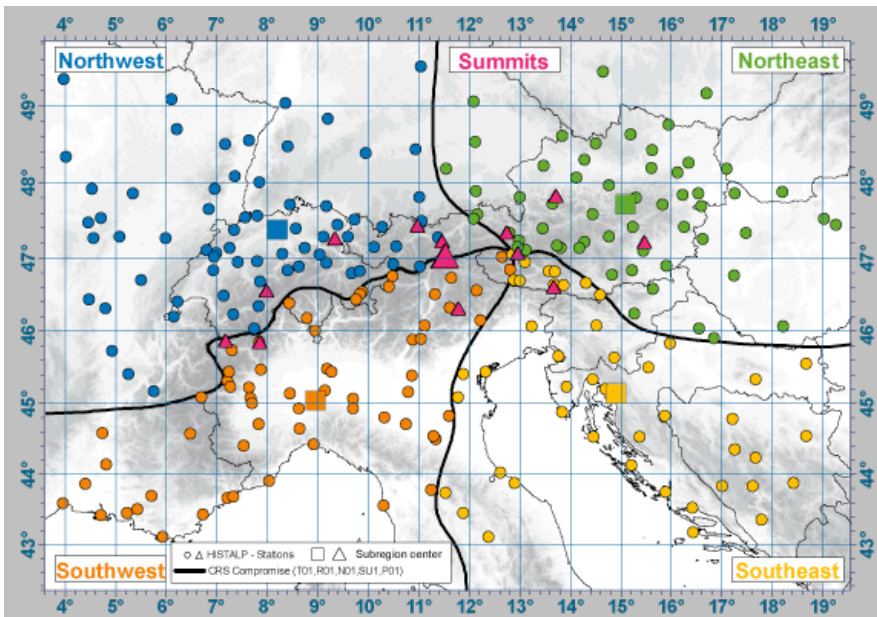 4° 5° 6° 7° 8° 9° 10° 11° 12° 13° 14° 15° 16° 17° 18° 19°
Northwest Summits Northeast
49° 49°
48° 48°
47° 47°
46° 46°
45° 45°
44° 44°
43° 43°
HISTALP - Stations Subregion center
CRS Compromise (T01,R01,N01,SU1,P01)
Southwest Southeast
4° 5° 6° 7° 8° 9° 10° 11° 12° 13° 14° 15° 16° 17° 18° 19°